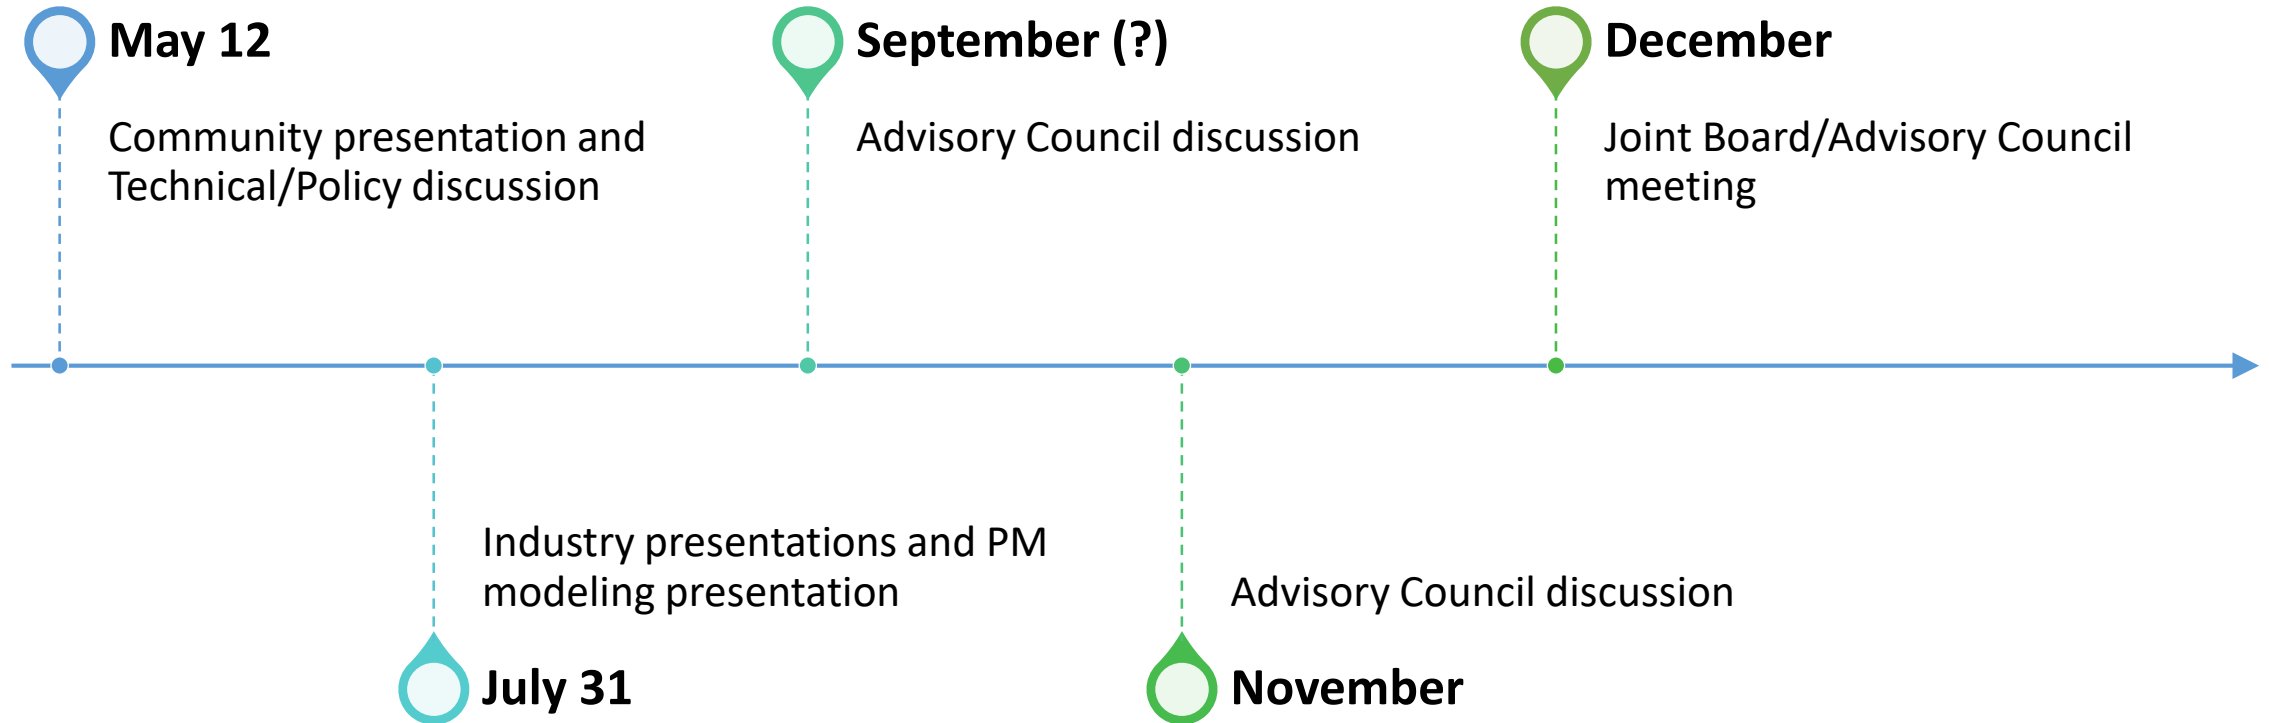 May 12
Community presentation and
Technical/Policy discussion
September (?)
Advisory Council discussion
December
Joint Board/Advisory Council
meeting
Industry presentations and PM
modeling presentation
July 31
Advisory Council discussion
November